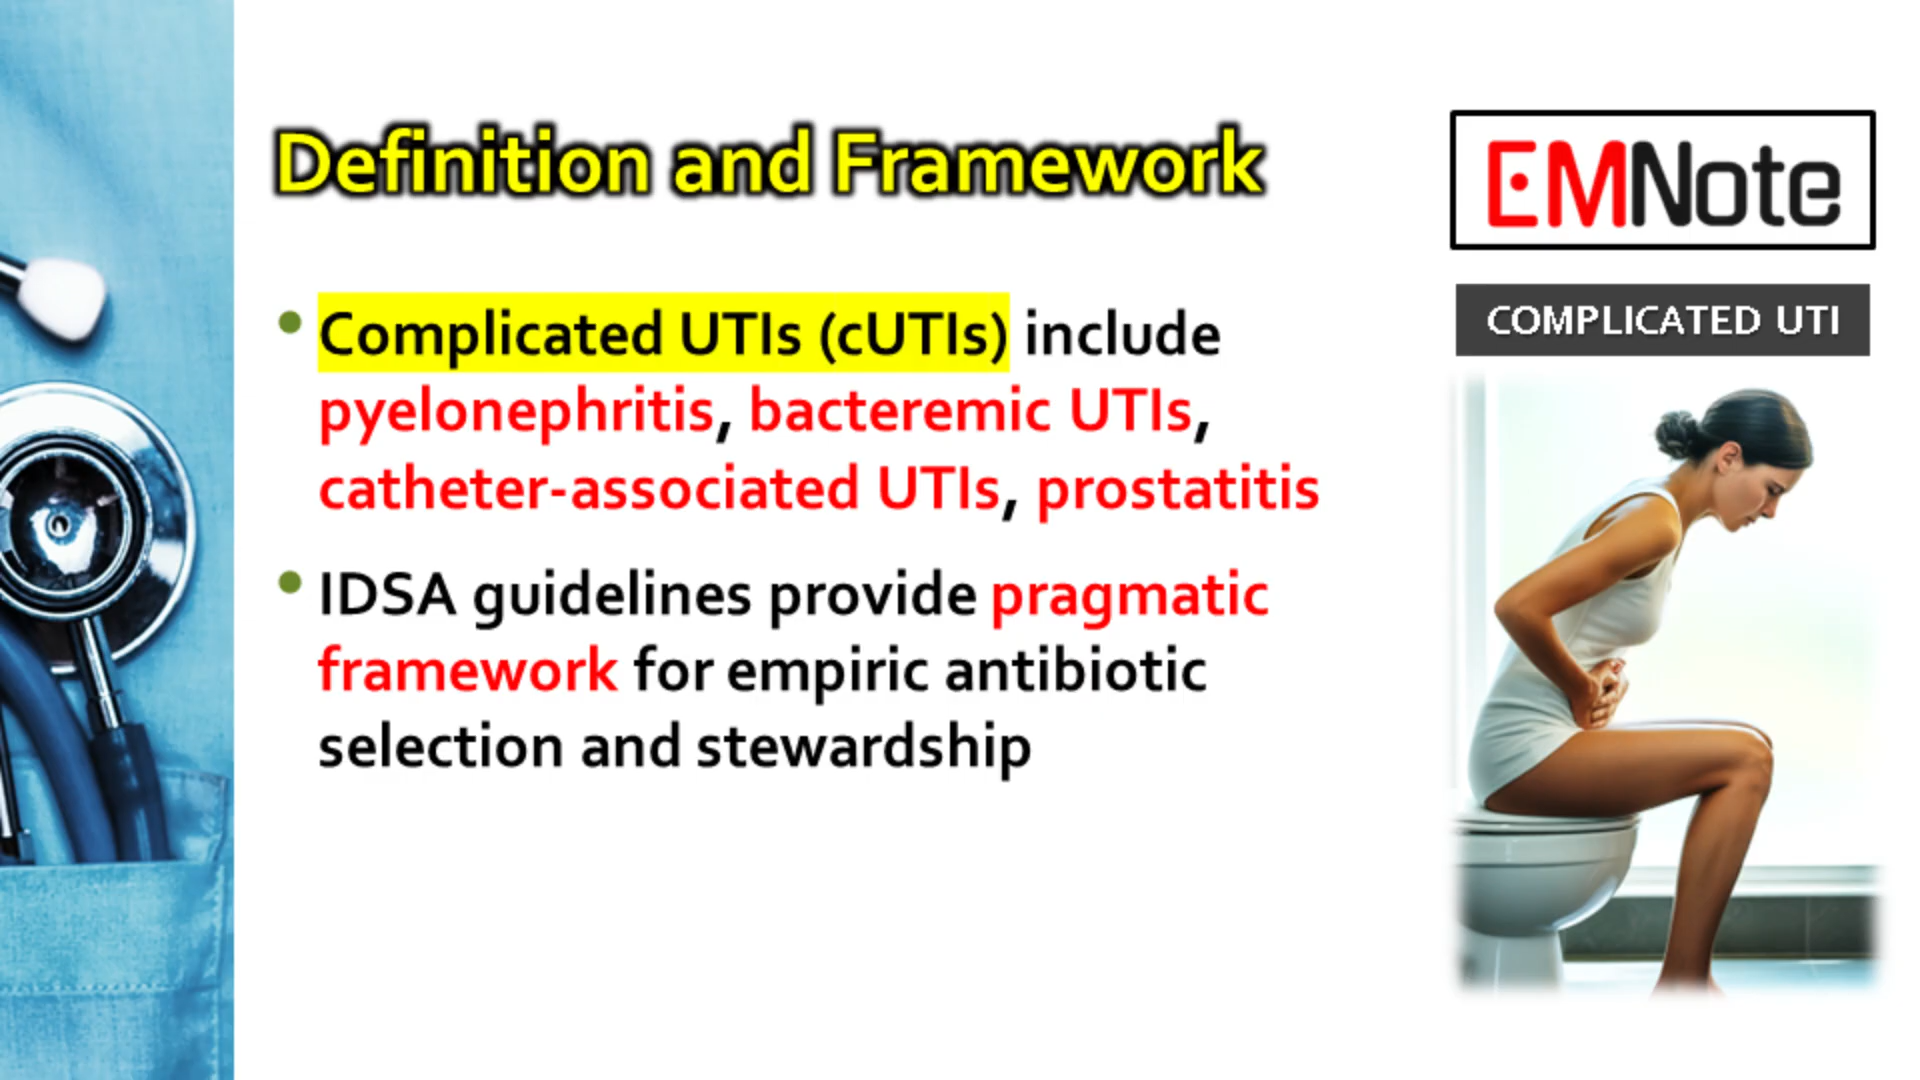 Definition and Framework
EMNote
COMPLICATED UTI
• Complicated UTIs (cUTIs) include
pyelonephritis, bacteremic UTIs,
catheter-associated UTIs, prostatitis
• IDSA guidelines provide pragmatic
framework for empiric antibiotic
selection and stewardship